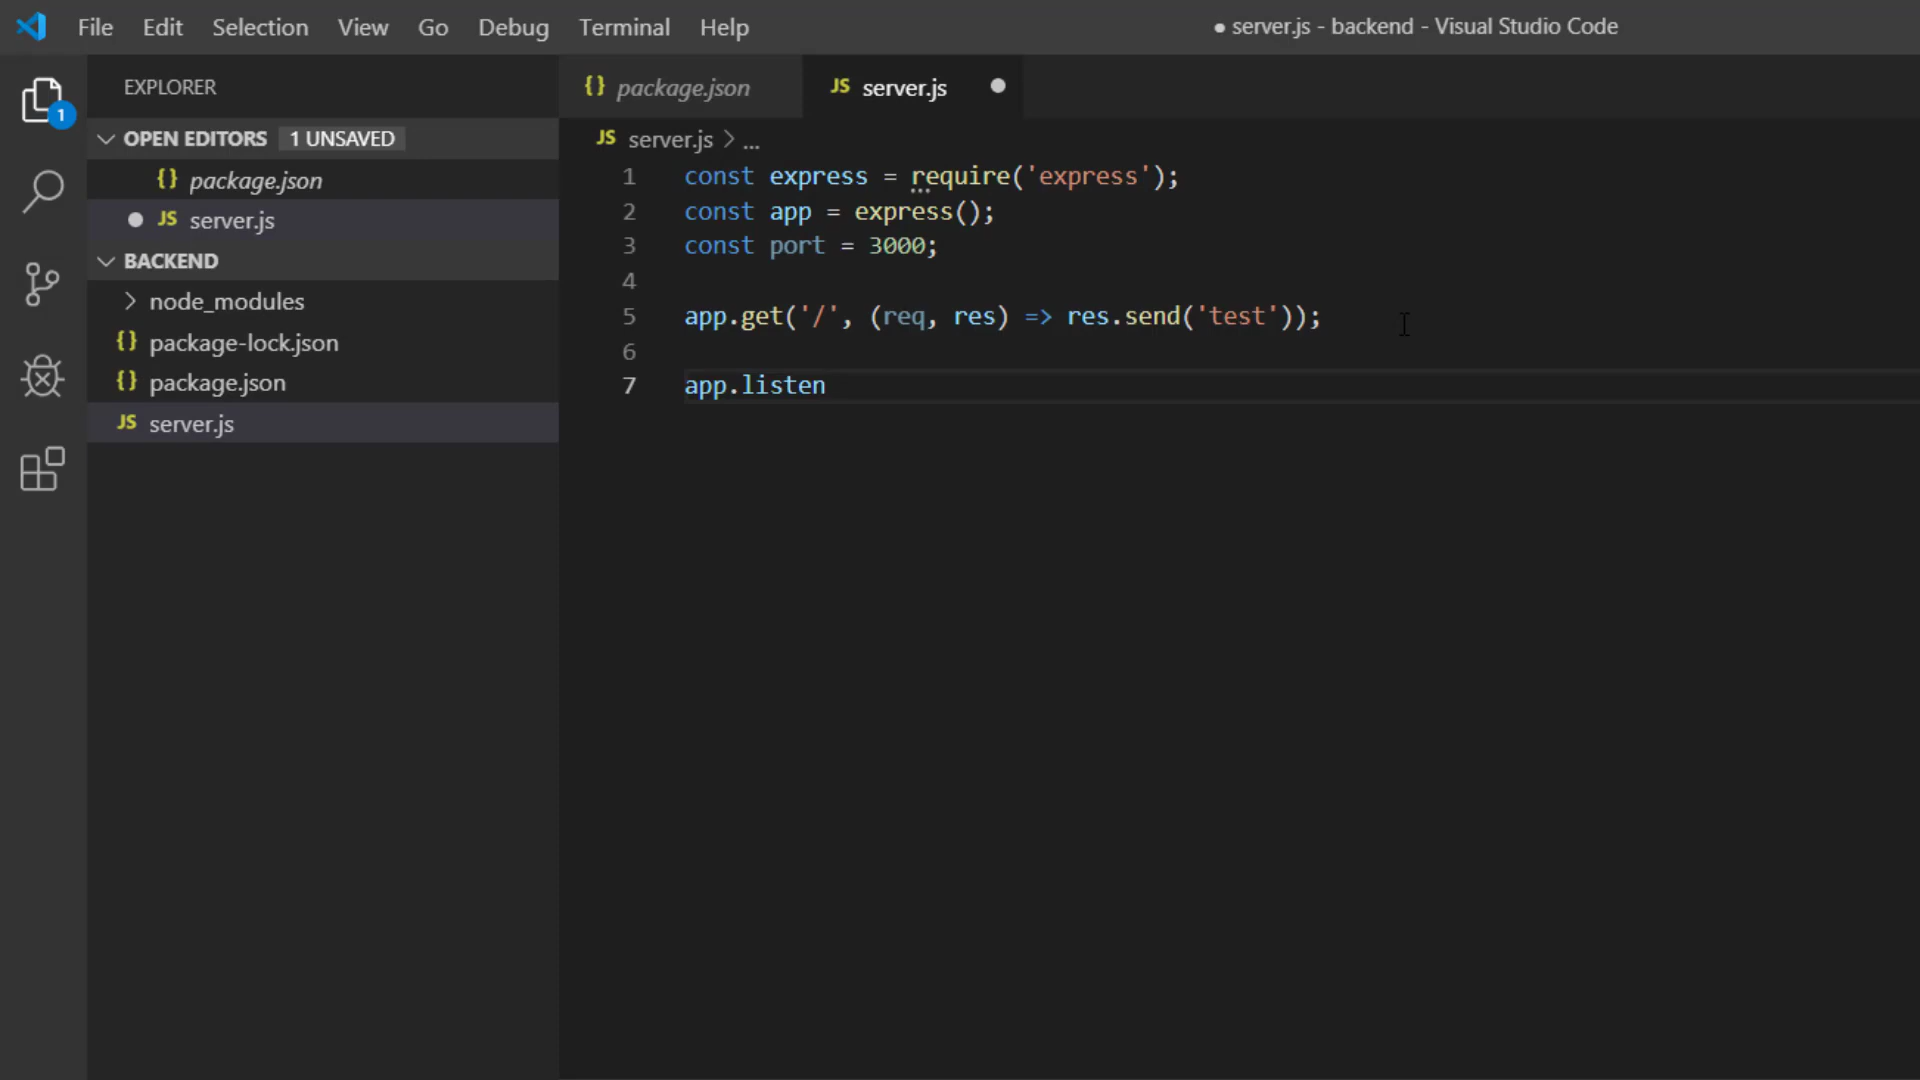 File Edit Selection View Go Debug Terminal Help
● server.js - backend - Visual Studio Code
1
EXPLORER
OPEN EDITORS 1 UNSAVED
{} package.json
● JS server.js
BACKEND
node_modules
{} package-lock.json
{} package.json
JS server.js
{} package.json
JS server.js ●
JS server.js > ...
1 const express = require('express');
2 const app = express();
3 const port = 3000;
4
5 app.get('/', (req, res) => res.send('test'));
6
7 app.listen